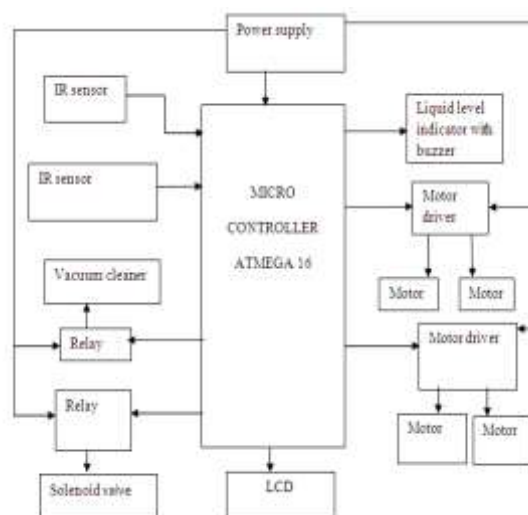 Power supply
IR sensor
Liquid level
indicator with
buzzer
IR sensor
MICRO
CONTROLLER
ATMEGA 16
Motor
driver
Vacuum cleaner
Motor
Motor
Relay
Motor driver
Relay
Motor
Motor
Solenoid valve
LCD